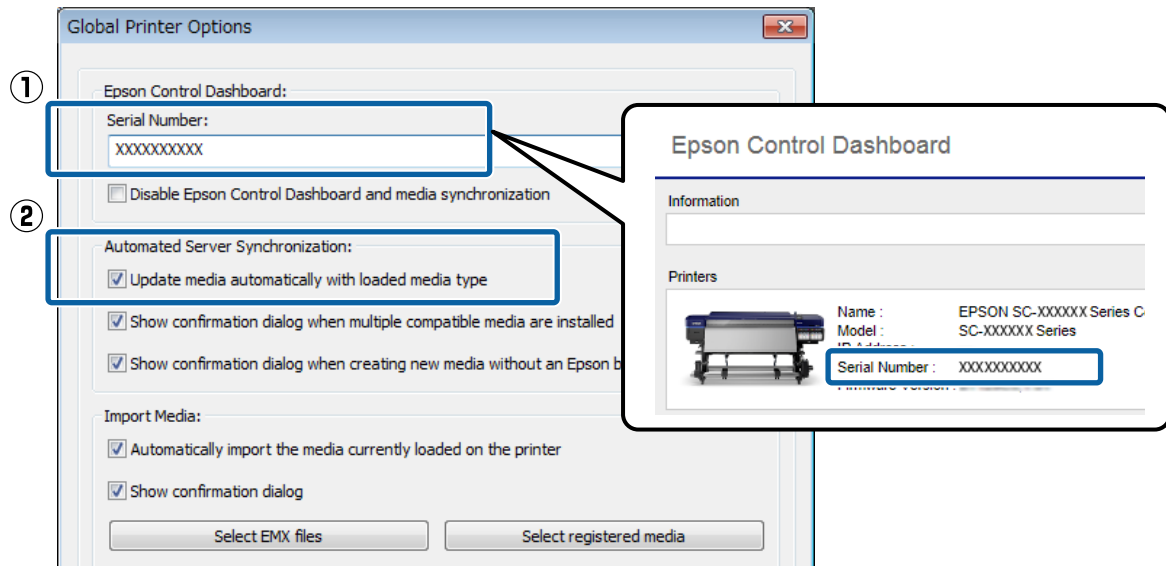 Global Printer Options
①
Epson Control Dashboard:
Serial Number:
XXXXXXXXXX
Disable Epson Control Dashboard and media synchronization
②
Automated Server Synchronization:
Update media automatically with loaded media type
Show confirmation dialog when multiple compatible media are installed
Show confirmation dialog when creating new media without an Epson b
Import Media:
Automatically import the media currently loaded on the printer
Show confirmation dialog
Select EMX files
Select registered media
Epson Control Dashboard
Information
Printers
Name : EPSON SC-XXXXXX Series C
Model : SC-XXXXXX Series
IP Address :
Serial Number : XXXXXXXXXX
Firmware Version :